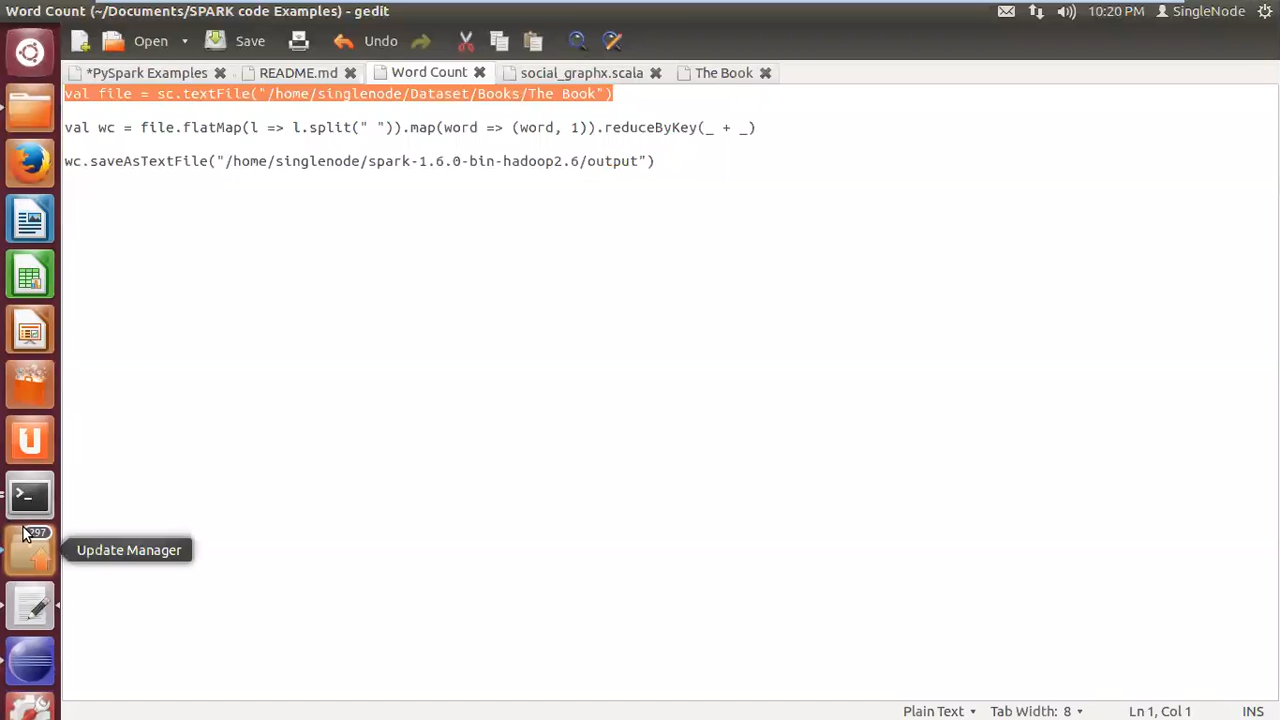 Word Count (~/Documents/SPARK code Examples) - gedit
10:20 PM
SingleNode
Open
Save
Undo
*PySpark Examples
README.md
Word Count
social_graphx.scala
The Book
val file = sc.textFile("/home/singlenode/Dataset/Books/The Book")
val wc = file.flatMap(l => l.split(" ")).map(word => (word, 1)).reduceByKey(_ + _)
wc.saveAsTextFile("/home/singlenode/spark-1.6.0-bin-hadoop2.6/output")
297
Update Manager
Plain Text
Tab Width: 8
Ln 1, Col 1
INS